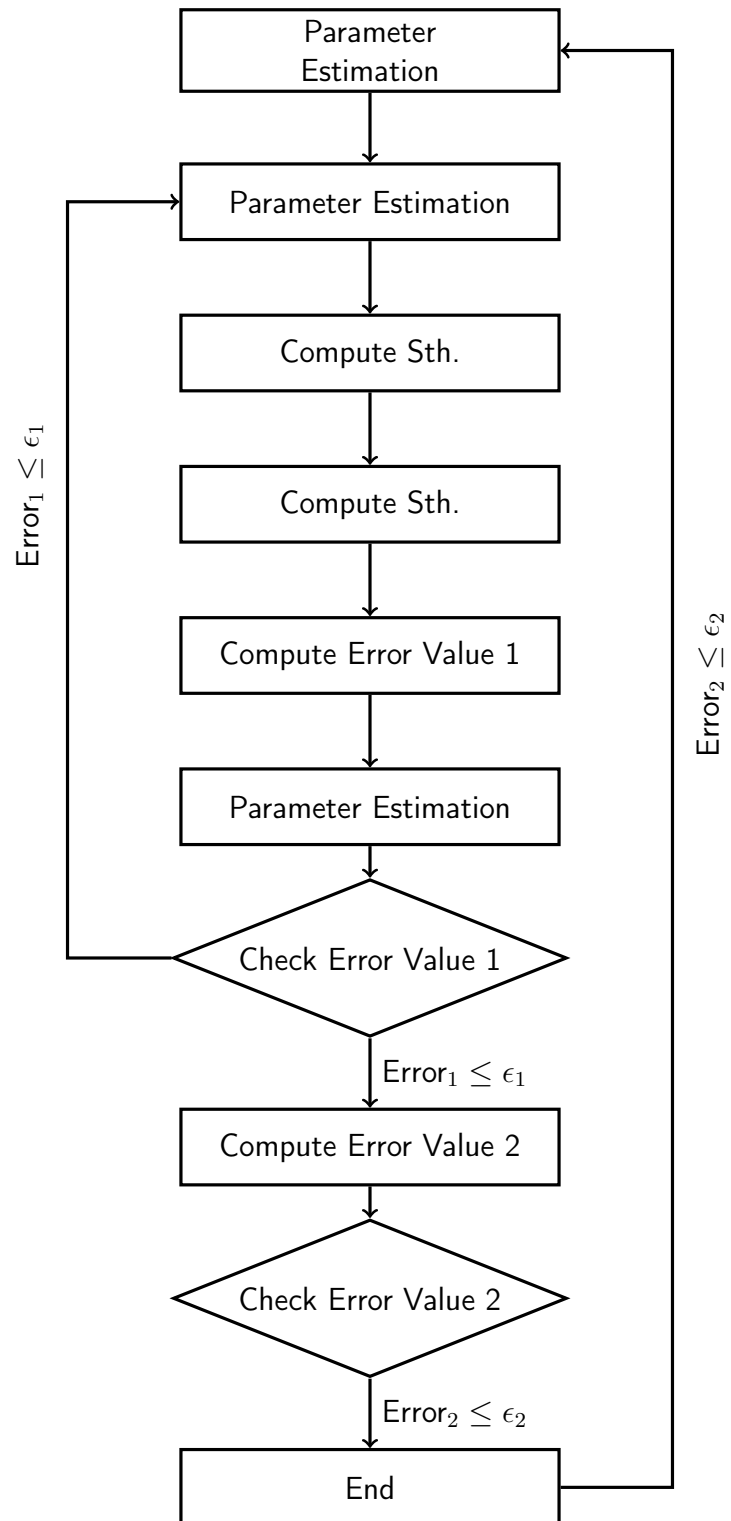 Parameter
Estimation
Parameter Estimation
Compute Sth.
Error₁ ≤ ϵ₁
Compute Sth.
Compute Error Value 1
Error₂ ≤ ϵ₂
Parameter Estimation
Check Error Value 1
Error₁ ≤ ϵ₁
Compute Error Value 2
Check Error Value 2
Error₂ ≤ ϵ₂
End